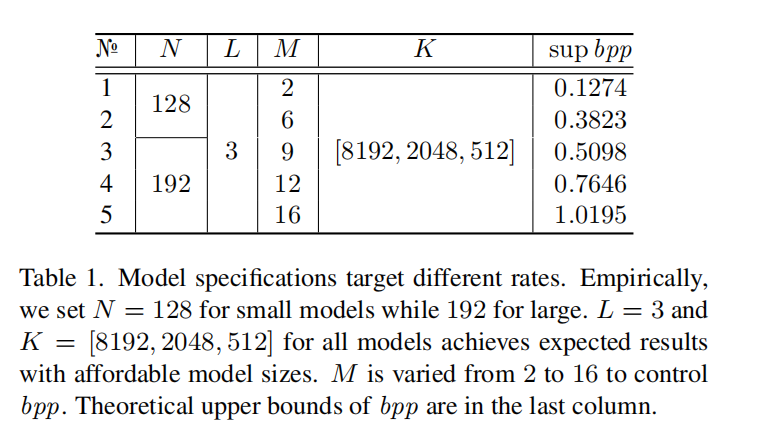 № N L M K sup bpp
1 128 3 2 [8192, 2048, 512] 0.1274
2 6 0.3823
3 192 9 0.5098
4 12 0.7646
5 16 1.0195
Table 1. Model specifications target different rates. Empirically,
we set N = 128 for small models while 192 for large. L = 3 and
K = [8192, 2048, 512] for all models achieves expected results
with affordable model sizes. M is varied from 2 to 16 to control
bpp. Theoretical upper bounds of bpp are in the last column.